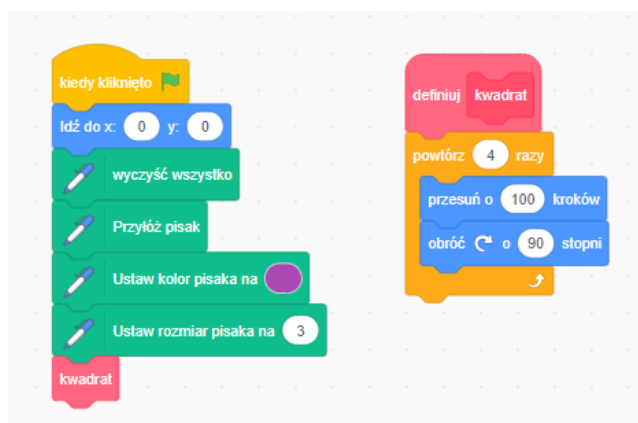 kiedy kliknięto
Idź do x: 0 y: 0
wyczyść wszystko
Przyłóż pisak
Ustaw kolor pisaka na
Ustaw rozmiar pisaka na 3
kwadrat
definiuj kwadrat
powtórz 4 razy
przesuń o 100 kroków
obróć o 90 stopni